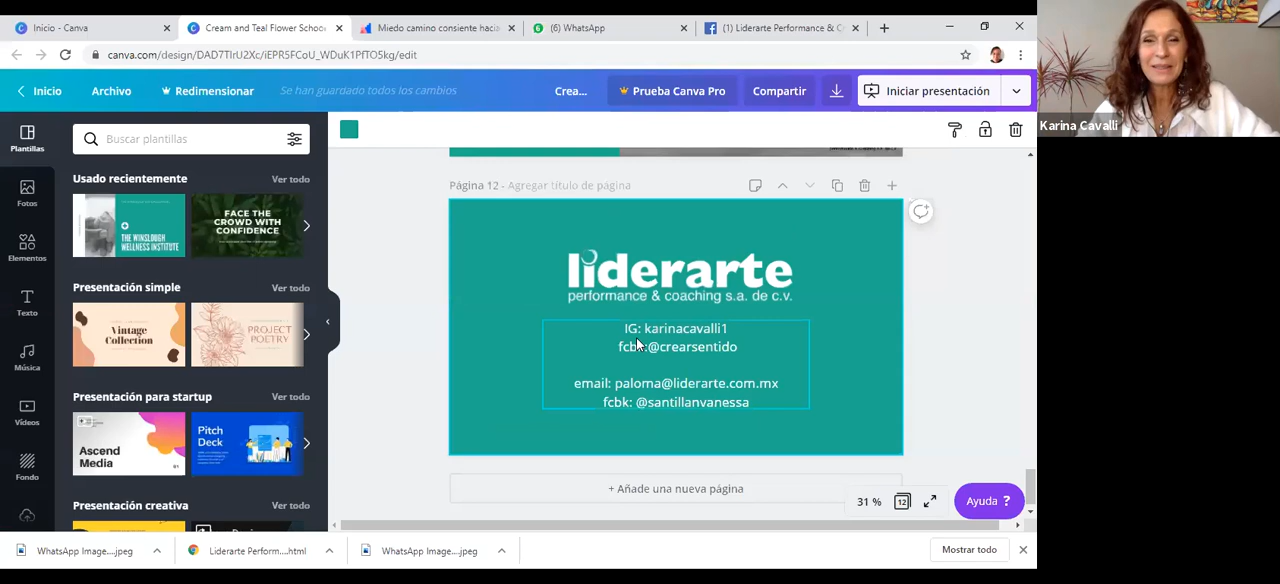 Inicio - Canva
Cream and Teal Flower Schoo
Miedo camino consiente haci
(6) WhatsApp
(1) Liderarte Performance & C
canva.com/design/DAD7TIrU2Xc/iEPR5FCoU_WDuK1PfTO5kg/edit
Inicio
Archivo
Redimensionar
Se han guardado todos los cambios
Crea...
Prueba Canva Pro
Compartir
Iniciar presentación
Karina Cavalli
Plantillas
Fotos
Elementos
Texto
Música
Vídeos
Fondo
Buscar plantillas
Usado recientemente
Ver todo
THE WINSLOUGH
WELLNESS INSTITUTE
FACE THE
CROWD WITH
CONFIDENCE
Presentación simple
Ver todo
Vintage
Collection
PROJECT
POETRY
Presentación para startup
Ver todo
Ascend
Media
Pitch
Deck
Presentación creativa
Ver todo
Página 12 - Agregar título de página
liderarte
performance & coaching s.a. de c.v.
IG: karinacavalli1
@crearsentido
email: paloma@liderarte.com.mx
fcbk: @santillanvanessa
+ Añade una nueva página
31 %
12
Ayuda ?
WhatsApp Image....jpeg
Liderarte Perform....html
WhatsApp Image....jpeg
Mostrar todo